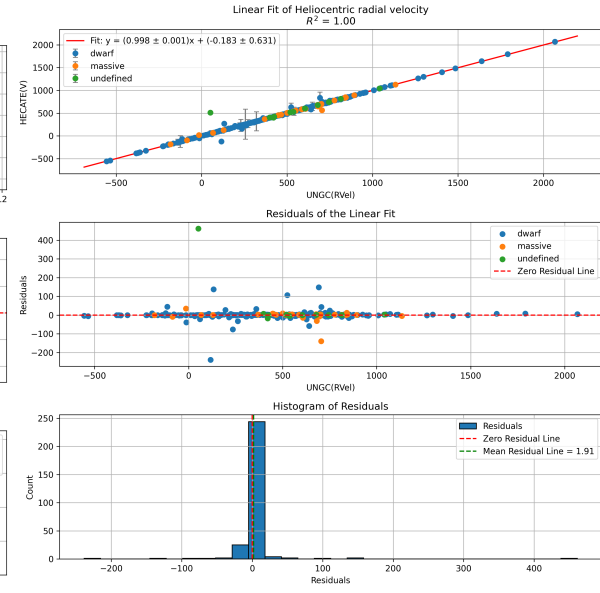 Linear Fit of Heliocentric radial velocity
R² = 1.00
Fit: y = (0.998 ± 0.001)x + (-0.183 ± 0.631)
dwarf
massive
undefined
2000
1500
1000
500
0
−500
HECATE(V)
−500 0 500 1000 1500 2000
UNGC(RVel)
Residuals of the Linear Fit
dwarf
massive
undefined
Zero Residual Line
400
300
200
100
0
−100
−200
Residuals
−500 0 500 1000 1500 2000
UNGC(RVel)
Histogram of Residuals
Residuals
Zero Residual Line
Mean Residual Line = 1.91
250
200
150
100
50
0
Count
−200 −100 0 100 200 300 400
Residuals